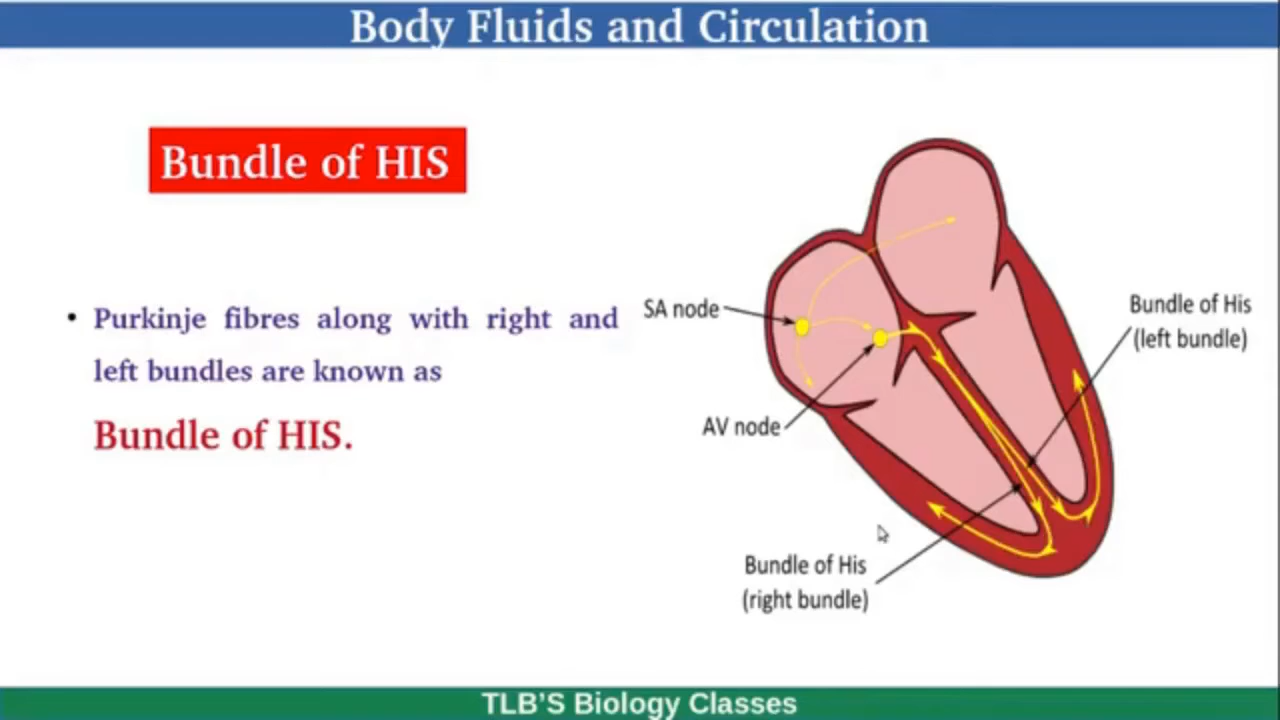 Body Fluids and Circulation
Bundle of HIS
• Purkinje fibres along with right and
left bundles are known as
Bundle of HIS.
SA node
AV node
Bundle of His
(left bundle)
Bundle of His
(right bundle)
TLB'S Biology Classes